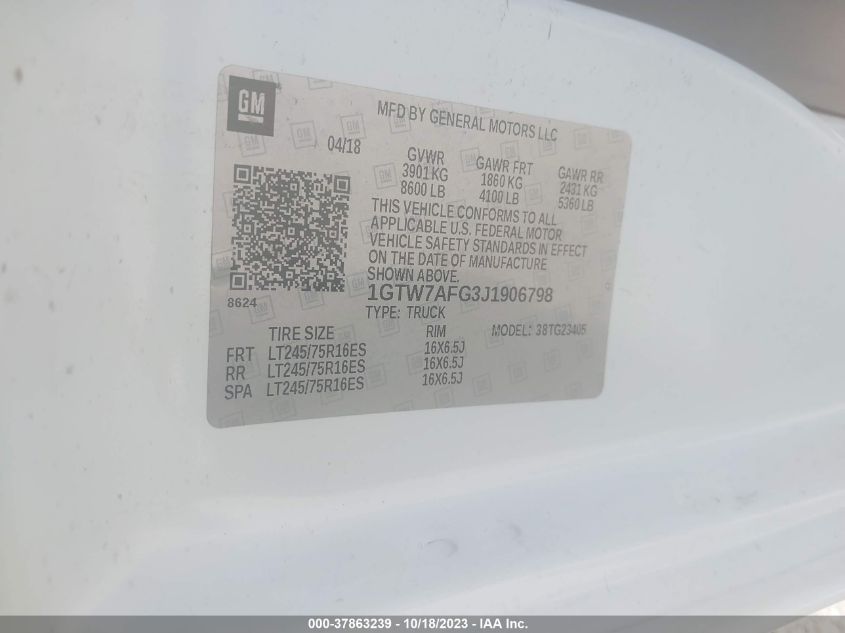 GM
MFD BY GENERAL MOTORS LLC
04/18
GVWR GAWR FRT GAWR RR
3901 KG 1860 KG 2431 KG
8600 LB 4100 LB 5360 LB
THIS VEHICLE CONFORMS TO ALL
APPLICABLE U.S. FEDERAL MOTOR
VEHICLE SAFETY STANDARDS IN EFFECT
ON THE DATE OF MANUFACTURE
SHOWN ABOVE.
8624
1GTW7AFG3J1906798
TYPE: TRUCK
TIRE SIZE RIM MODEL: 38TG23405
FRT LT245/75R16ES 16X6.5J
RR LT245/75R16ES 16X6.5J
SPA LT245/75R16ES 16X6.5J
000-37863239 - 10/18/2023 - IAA Inc.